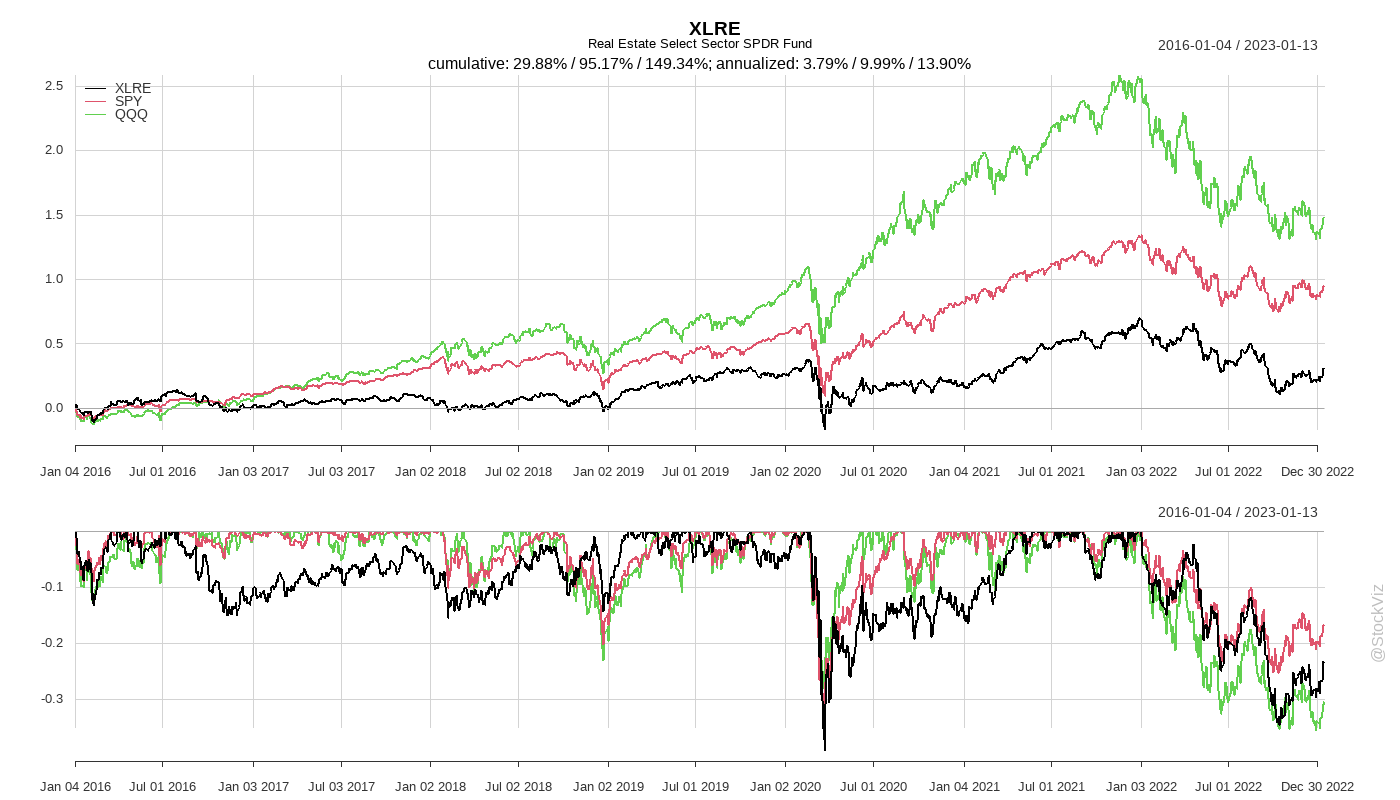 XLRE
Real Estate Select Sector SPDR Fund
2016-01-04 / 2023-01-13
cumulative: 29.88% / 95.17% / 149.34%; annualized: 3.79% / 9.99% / 13.90%
XLRE
SPY
QQQ
2.5
2.0
1.5
1.0
0.5
0.0
Jan 04 2016 Jul 01 2016 Jan 03 2017 Jul 03 2017 Jan 02 2018 Jul 02 2018 Jan 02 2019 Jul 01 2019 Jan 02 2020 Jul 01 2020 Jan 04 2021 Jul 01 2021 Jan 03 2022 Jul 01 2022 Dec 30 2022
2016-01-04 / 2023-01-13
-0.1
-0.2
-0.3
Jan 04 2016 Jul 01 2016 Jan 03 2017 Jul 03 2017 Jan 02 2018 Jul 02 2018 Jan 02 2019 Jul 01 2019 Jan 02 2020 Jul 01 2020 Jan 04 2021 Jul 01 2021 Jan 03 2022 Jul 01 2022 Dec 30 2022
@StockViz